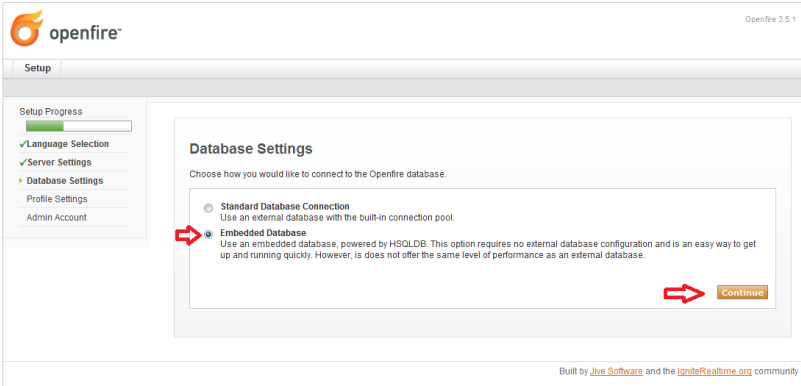 Openfire 3.5.1
openfire™
Setup
Setup Progress
✓Language Selection
✓Server Settings
Database Settings
Profile Settings
Admin Account
Database Settings
Choose how you would like to connect to the Openfire database.
Standard Database Connection
Use an external database with the built-in connection pool.
Embedded Database
Use an embedded database, powered by HSQLDB. This option requires no external database configuration and is an easy way to get
up and running quickly. However, is does not offer the same level of performance as an external database.
Continue
Built by Jive Software and the IgniteRealtime.org community